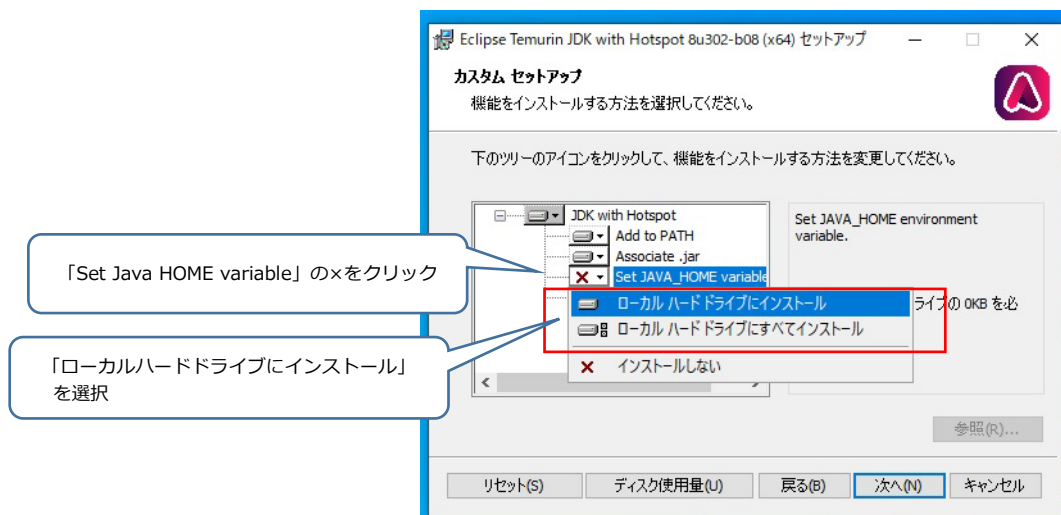 Eclipse Temurin JDK with Hotspot 8u302-b08 (x64) セットアップ
カスタム セットアップ
機能をインストールする方法を選択してください。
下のツリーのアイコンをクリックして、機能をインストールする方法を変更してください。
JDK with Hotspot
Add to PATH
Associate .jar
Set JAVA_HOME variable
Set JAVA_HOME environment
variable.
「Set Java HOME variable」の×をクリック
ローカル ハード ドライブにインストール
ローカル ハード ドライブにすべてインストール
インストールしない
ライブの 0KB を必
「ローカルハードドライブにインストール」
を選択
参照(R)...
リセット(S)
ディスク使用量(U)
戻る(B)
次へ(N)
キャンセル